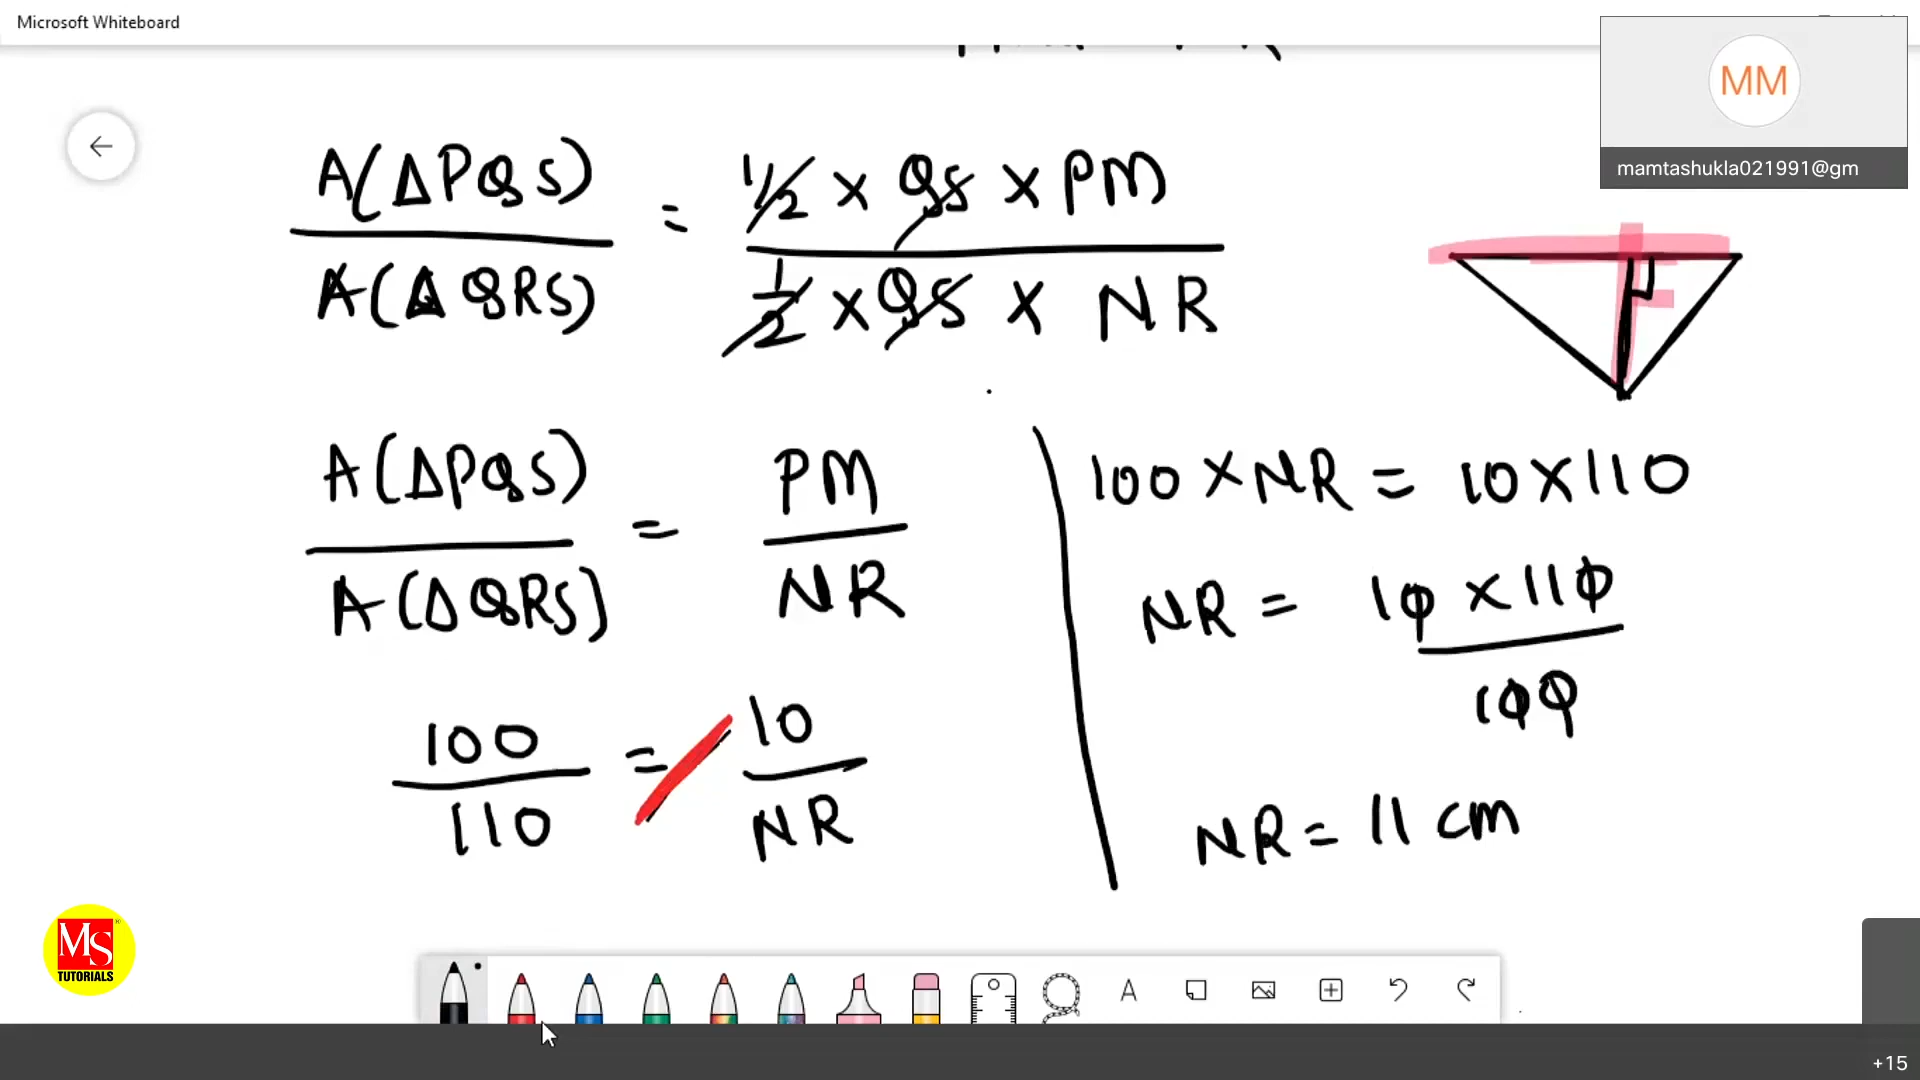 Microsoft Whiteboard
MM
mamtashukla021991@gm
A(ΔPQS) / A(ΔQRS) = 1/2 × QS × PM / 1/2 × QS × NR
A(ΔPQS) / A(ΔQRS) = PM / NR
100 / 110 = 10 / NR
100 × NR = 10 × 110
NR = 10 × 110 / 100
NR = 11 cm
MS
TUTORIALS
A
+15